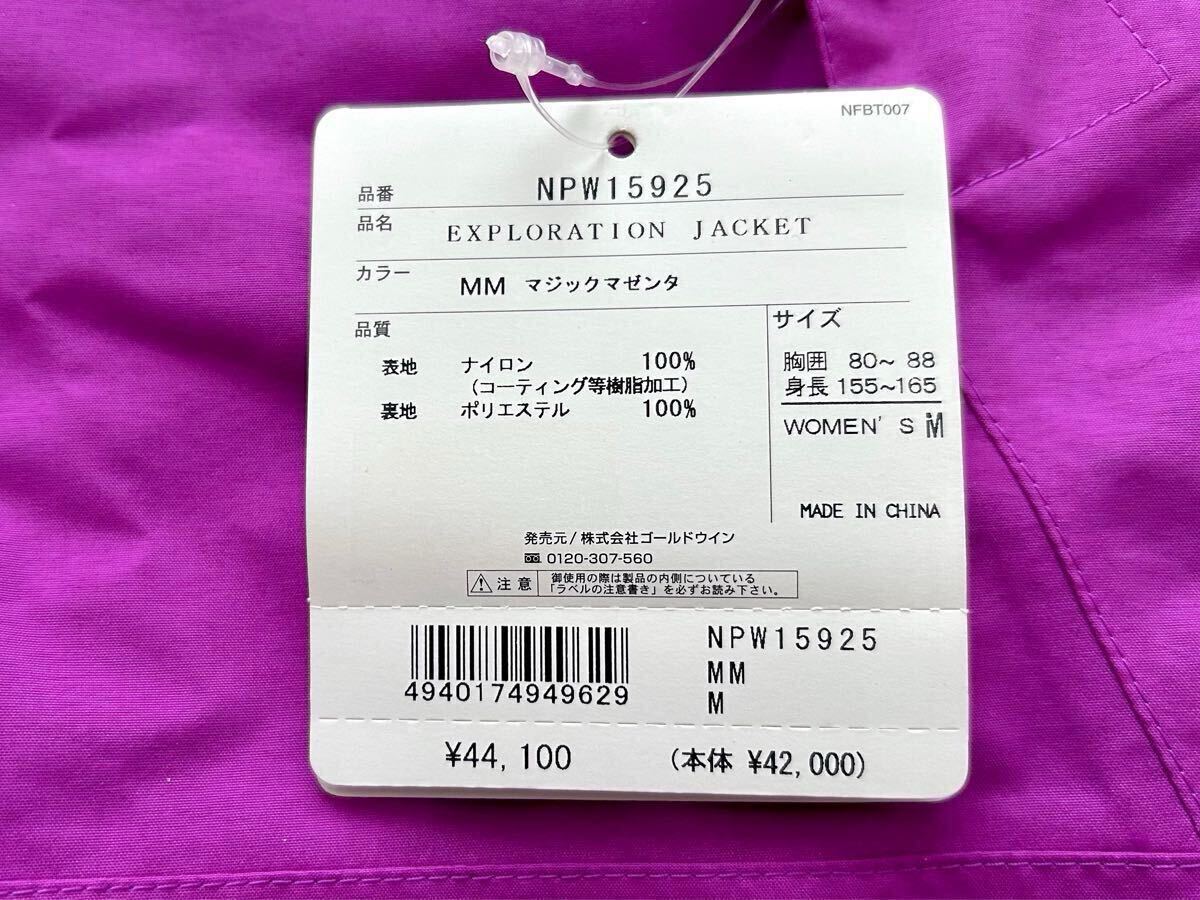 NFBT007
品番 NPW15925
品名 EXPLORATION JACKET
カラー MM マジックマゼンタ
品質
表地 ナイロン 100%
(コーティング等樹脂加工)
裏地 ポリエステル 100%
サイズ
胸囲 80~ 88
身長 155~165
WOMEN'S M
MADE IN CHINA
発売元/株式会社ゴールドウイン
0120-307-560
注意 御使用の際は製品の内側についている
「ラベルの注意書き」を必ずお読み下さい。
4940174949629
NPW15925
MM
M
¥44,100 (本体 ¥42,000)